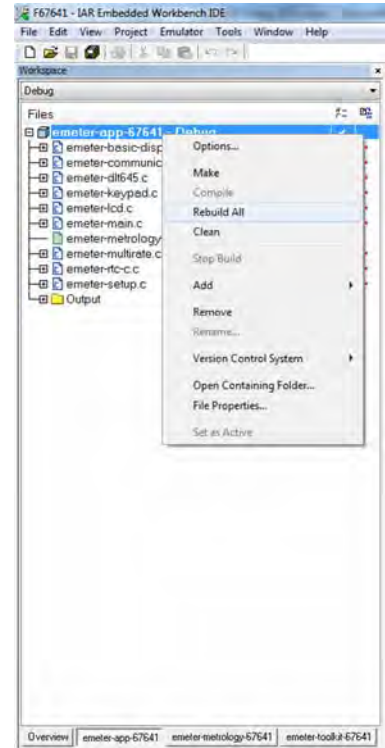 F67641 - IAR Embedded Workbench IDE
File Edit View Project Emulator Tools Window Help
Workspace
Debug
Files
emeter-app-67641 - Debug
emeter-basic-disp
emeter-communic
emeter-dlt645.c
emeter-keypad.c
emeter-lcd.c
emeter-main.c
emeter-metrology
emeter-multirate.c
emeter-rtc-c.c
emeter-setup.c
Output
Options...
Make
Compile
Rebuild All
Clean
Stop Build
Add
Remove
Rename...
Version Control System
Open Containing Folder...
File Properties...
Set as Active
Overview emeter-app-67641 emeter-metrology-67641 emeter-toolkit-67641